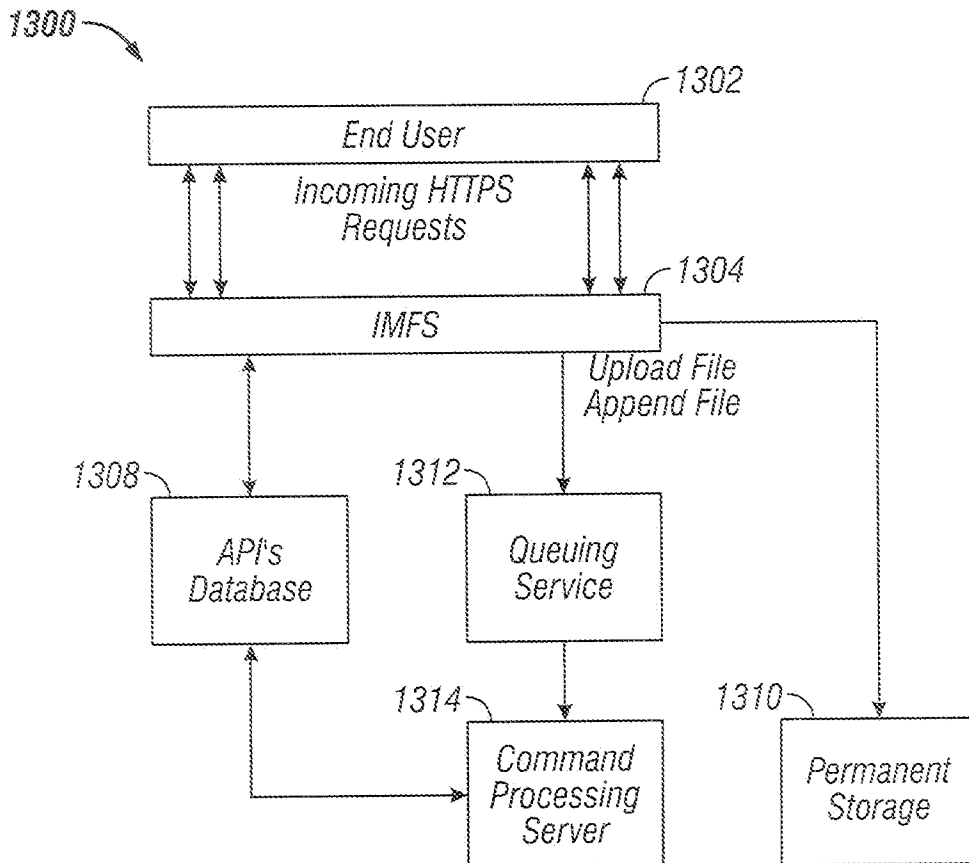 1300
1302
End User
Incoming HTTPS
Requests
1304
IMFS
Upload File
Append File
1308
API's
Database
1312
Queuing
Service
1314
Command
Processing
Server
1310
Permanent
Storage